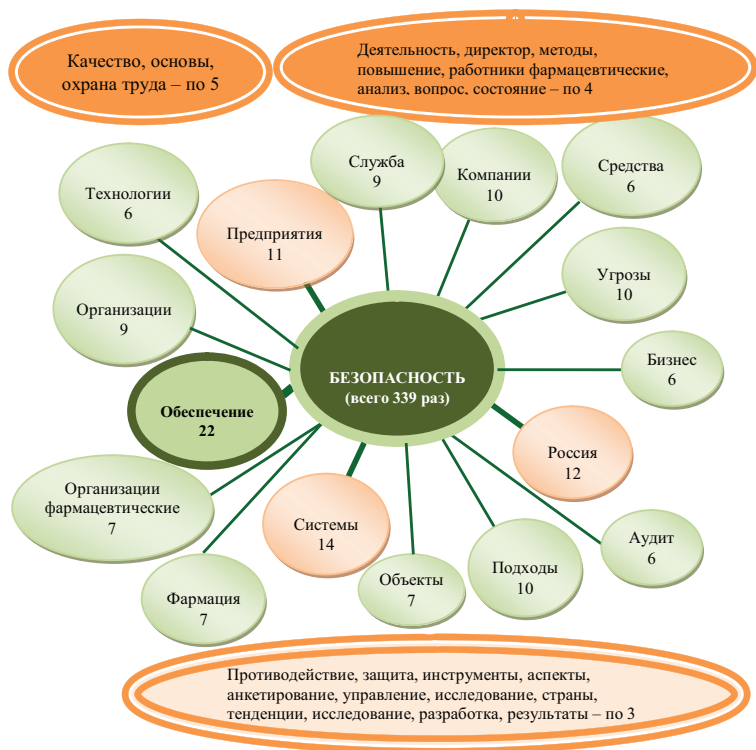 Качество, основы,
охрана труда – по 5
Деятельность, директор, методы,
повышение, работники фармацевтические,
анализ, вопрос, состояние – по 4
Служба
9
Компании
10
Средства
6
Технологии
6
Предприятия
11
Угрозы
10
Организации
9
Бизнес
6
БЕЗОПАСНОСТЬ
(всего 339 раз)
Обеспечение
22
Россия
12
Организации
фармацевтические
7
Системы
14
Аудит
6
Подходы
10
Объекты
7
Фармация
7
Противодействие, защита, инструменты, аспекты,
анкетирование, управление, исследование, страны,
тенденции, исследование, разработка, результаты – по 3